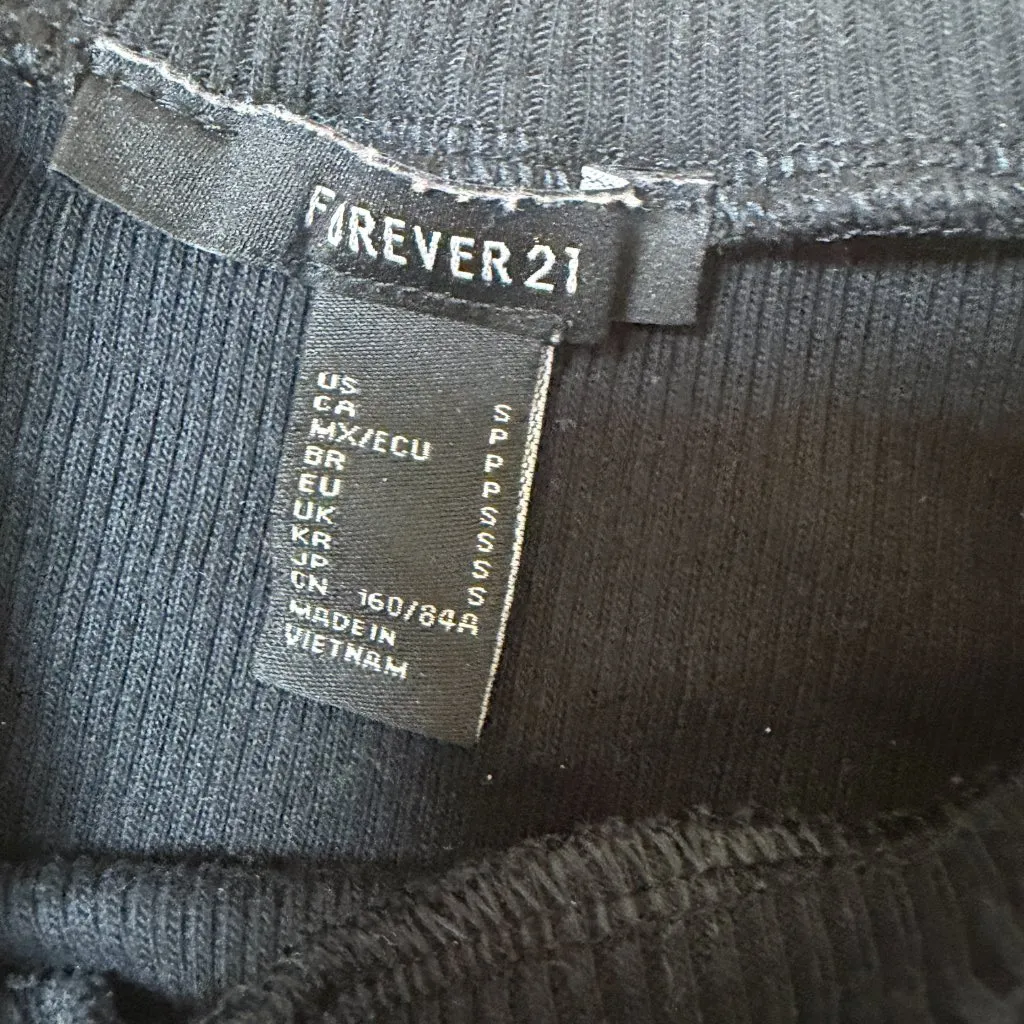 FOREVER 21
US S
CA P
MX/ECU P
BR P
EU S
UK S
KR S
JP S
CN 160/84A
MADE IN
VIETNAM